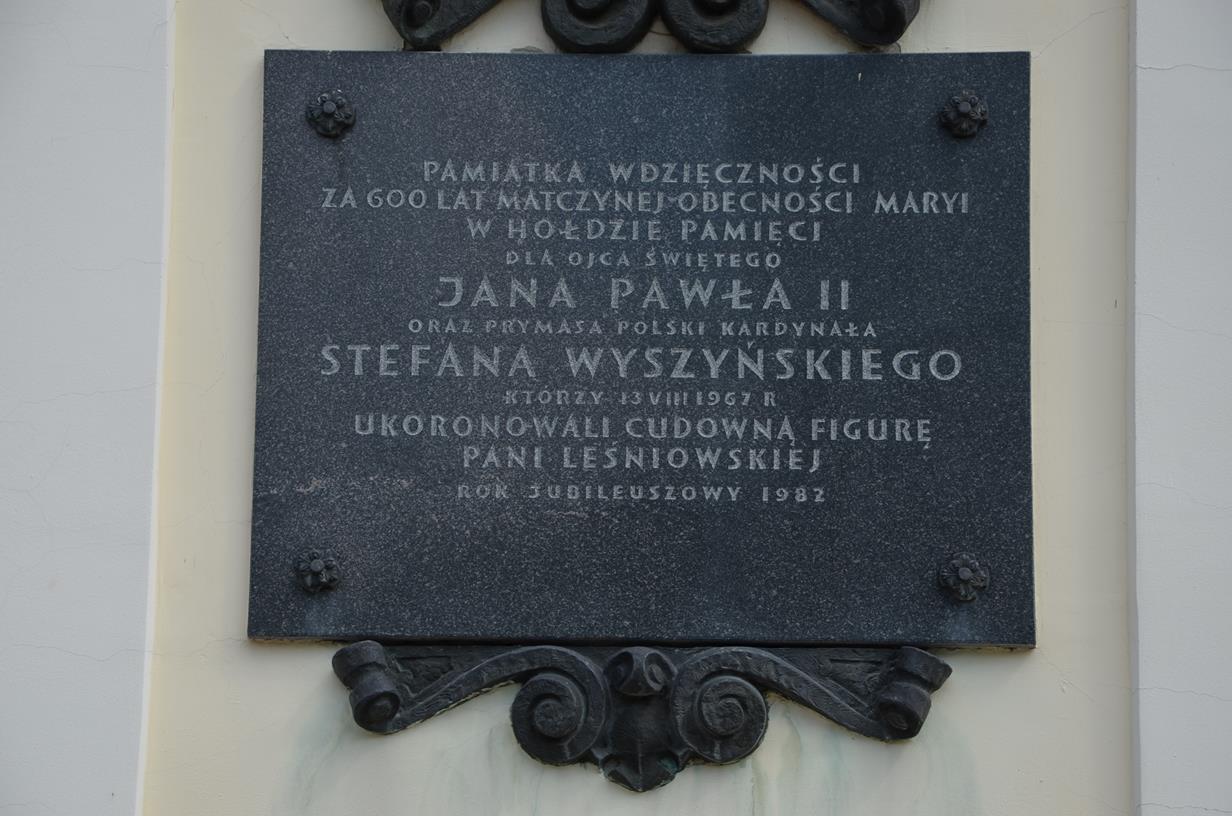 PAMIĄTKA WDZIĘCZNOŚCI
ZA 600 LAT MATCZYNEJ OBECNOŚCI MARYI
W HOŁDZIE PAMIĘCI
DLA OJCA ŚWIĘTEGO
JANA PAWŁA II
ORAZ PRYMASA POLSKI KARDYNAŁA
STEFANA WYSZYŃSKIEGO
KTÓRZY 13 VIII 1967 R
UKORONOWALI CUDOWNĄ FIGURĘ
PANI LEŚNIOWSKIEJ
ROK JUBILEUSZOWY 1982